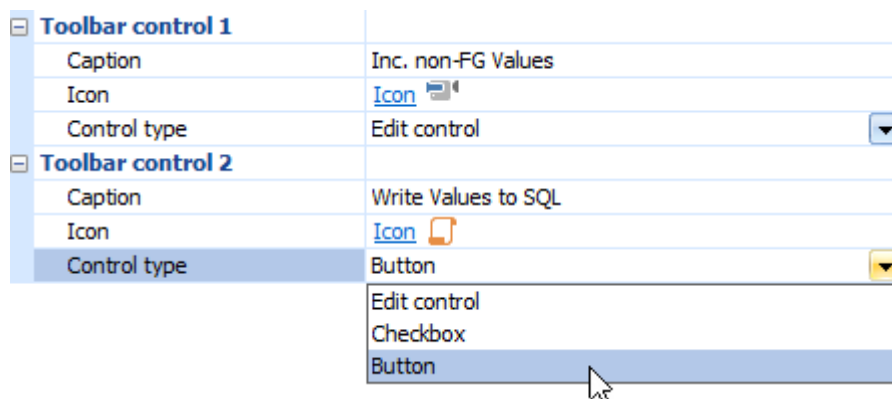 Toolbar control 1
Caption Inc. non-FG Values
Icon Icon
Control type Edit control
Toolbar control 2
Caption Write Values to SQL
Icon Icon
Control type Button
Edit control
Checkbox
Button